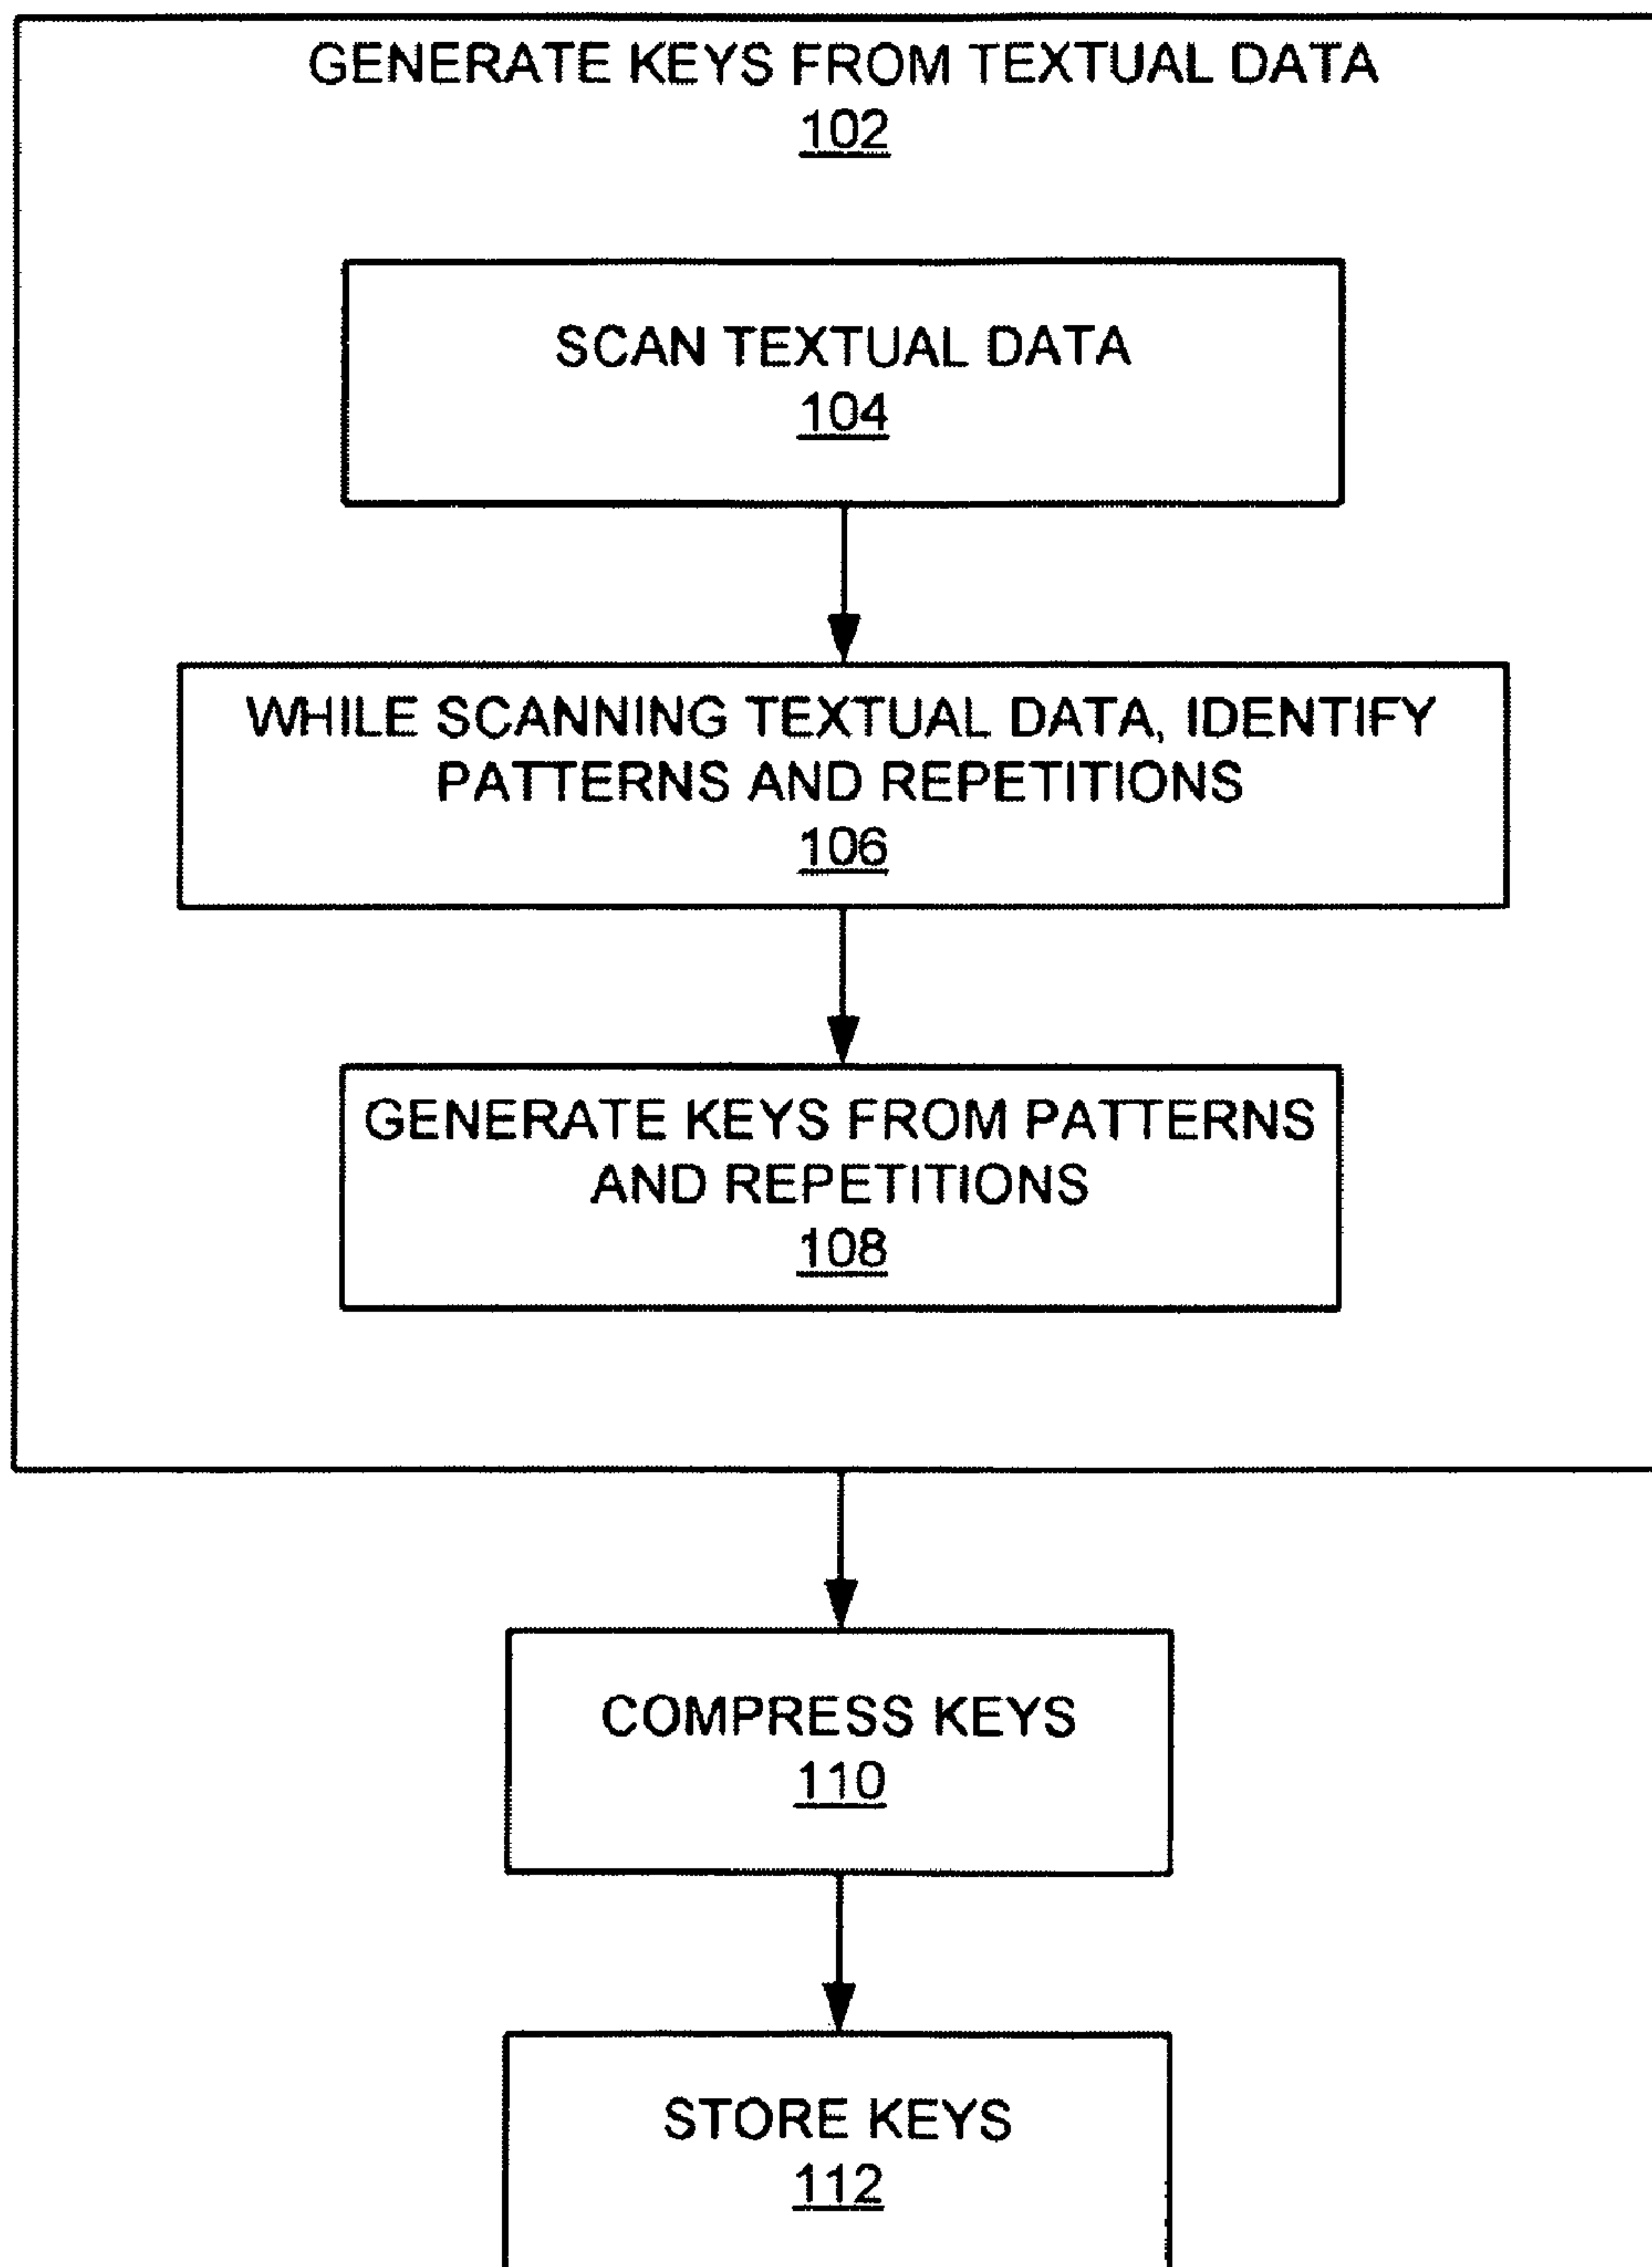 GENERATE KEYS FROM TEXTUAL DATA
102
SCAN TEXTUAL DATA
104
WHILE SCANNING TEXTUAL DATA, IDENTIFY
PATTERNS AND REPETITIONS
106
GENERATE KEYS FROM PATTERNS
AND REPETITIONS
108
COMPRESS KEYS
110
STORE KEYS
112